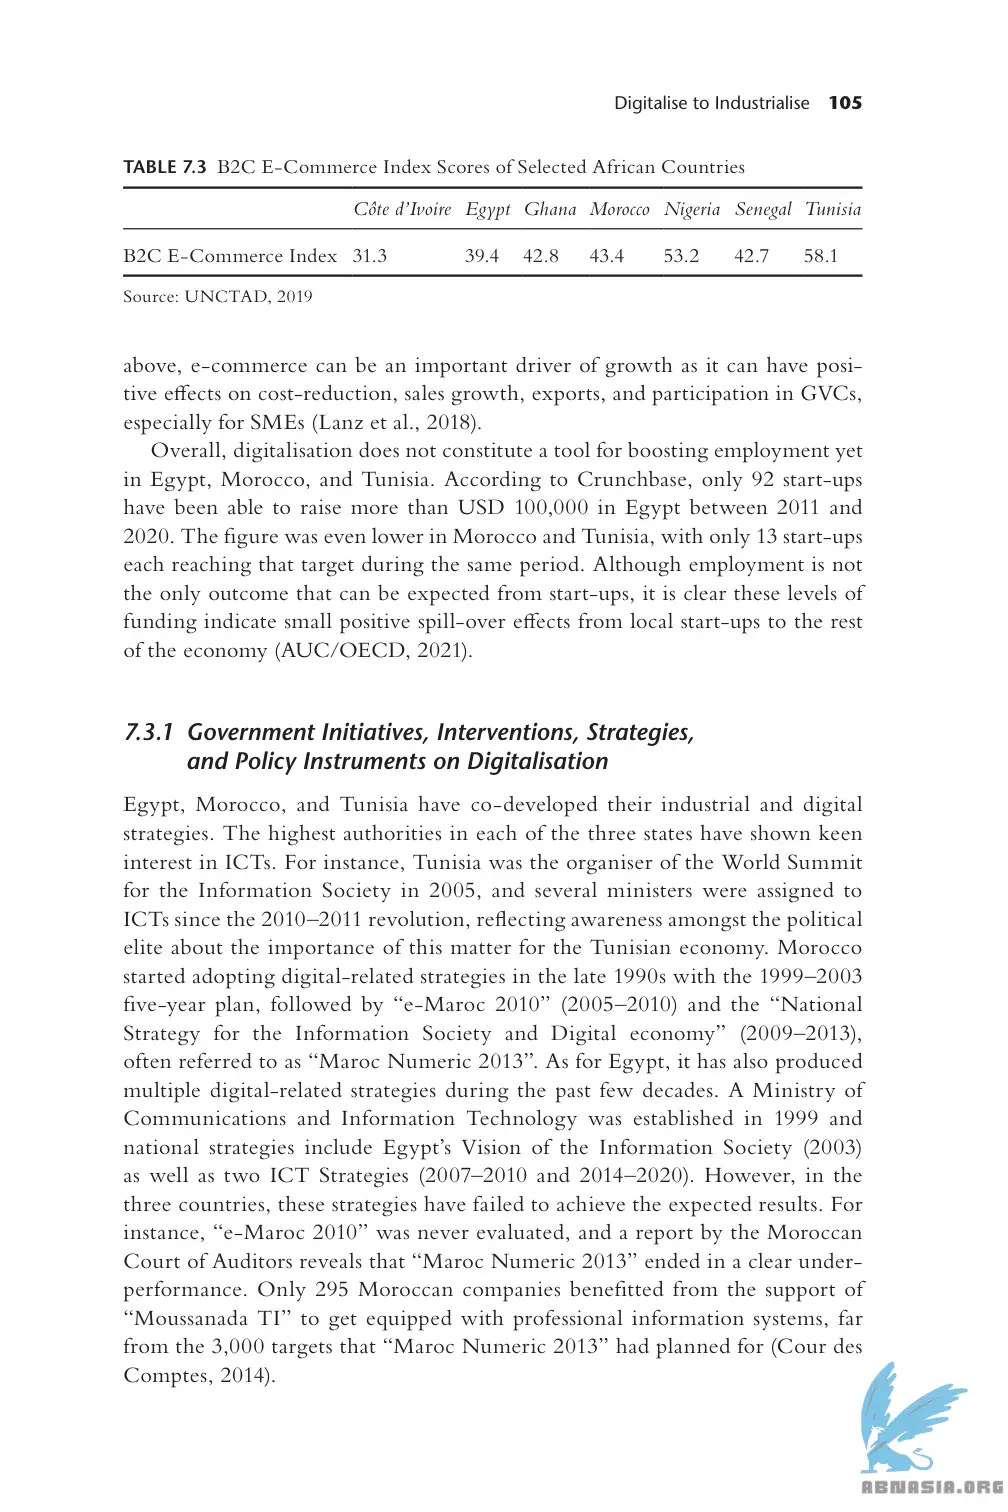 Digitalise to Industrialise 105
TABLE 7.3 B2C E-Commerce Index Scores of Selected African Countries
Côte d’Ivoire Egypt Ghana Morocco Nigeria Senegal Tunisia
B2C E-Commerce Index 31.3 39.4 42.8 43.4 53.2 42.7 58.1
Source: UNCTAD, 2019
above, e-commerce can be an important driver of growth as it can have posi-
tive effects on cost-reduction, sales growth, exports, and participation in GVCs,
especially for SMEs (Lanz et al., 2018).
Overall, digitalisation does not constitute a tool for boosting employment yet
in Egypt, Morocco, and Tunisia. According to Crunchbase, only 92 start-ups
have been able to raise more than USD 100,000 in Egypt between 2011 and
2020. The figure was even lower in Morocco and Tunisia, with only 13 start-ups
each reaching that target during the same period. Although employment is not
the only outcome that can be expected from start-ups, it is clear these levels of
funding indicate small positive spill-over effects from local start-ups to the rest
of the economy (AUC/OECD, 2021).
7.3.1 Government Initiatives, Interventions, Strategies,
and Policy Instruments on Digitalisation
Egypt, Morocco, and Tunisia have co-developed their industrial and digital
strategies. The highest authorities in each of the three states have shown keen
interest in ICTs. For instance, Tunisia was the organiser of the World Summit
for the Information Society in 2005, and several ministers were assigned to
ICTs since the 2010–2011 revolution, reflecting awareness amongst the political
elite about the importance of this matter for the Tunisian economy. Morocco
started adopting digital-related strategies in the late 1990s with the 1999–2003
five-year plan, followed by “e-Maroc 2010” (2005–2010) and the “National
Strategy for the Information Society and Digital economy” (2009–2013),
often referred to as “Maroc Numeric 2013”. As for Egypt, it has also produced
multiple digital-related strategies during the past few decades. A Ministry of
Communications and Information Technology was established in 1999 and
national strategies include Egypt’s Vision of the Information Society (2003)
as well as two ICT Strategies (2007–2010 and 2014–2020). However, in the
three countries, these strategies have failed to achieve the expected results. For
instance, “e-Maroc 2010” was never evaluated, and a report by the Moroccan
Court of Auditors reveals that “Maroc Numeric 2013” ended in a clear under-
performance. Only 295 Moroccan companies benefitted from the support of
“Moussanada TI” to get equipped with professional information systems, far
from the 3,000 targets that “Maroc Numeric 2013” had planned for (Cour des
Comptes, 2014).
ABNASIA.ORG